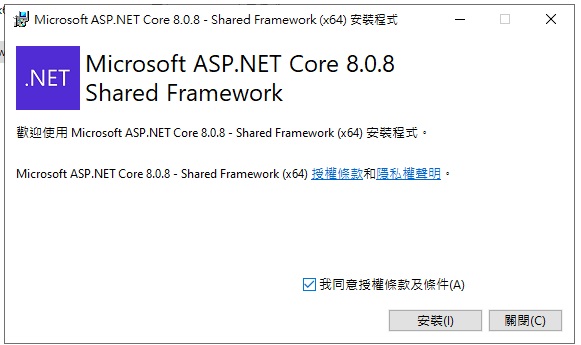 Microsoft ASP.NET Core 8.0.8 - Shared Framework (x64) 安裝程式
.NET
Microsoft ASP.NET Core 8.0.8
Shared Framework
歡迎使用 Microsoft ASP.NET Core 8.0.8 - Shared Framework (x64) 安裝程式。
Microsoft ASP.NET Core 8.0.8 - Shared Framework (x64) 授權條款和隱私權聲明。
我同意授權條款及條件(A)
安裝(I)
關閉(C)